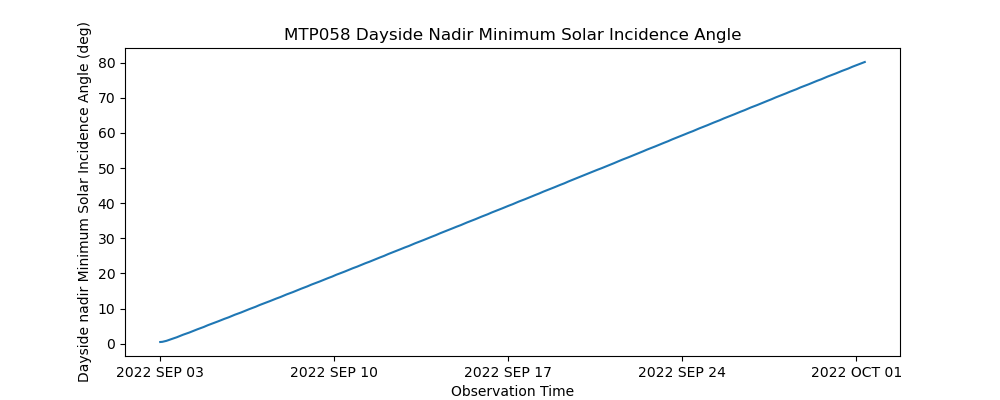 MTP058 Dayside Nadir Minimum Solar Incidence Angle
Dayside nadir Minimum Solar Incidence Angle (deg)
80
70
60
50
40
30
20
10
0
2022 SEP 03
2022 SEP 10
2022 SEP 17
2022 SEP 24
2022 OCT 01
Observation Time